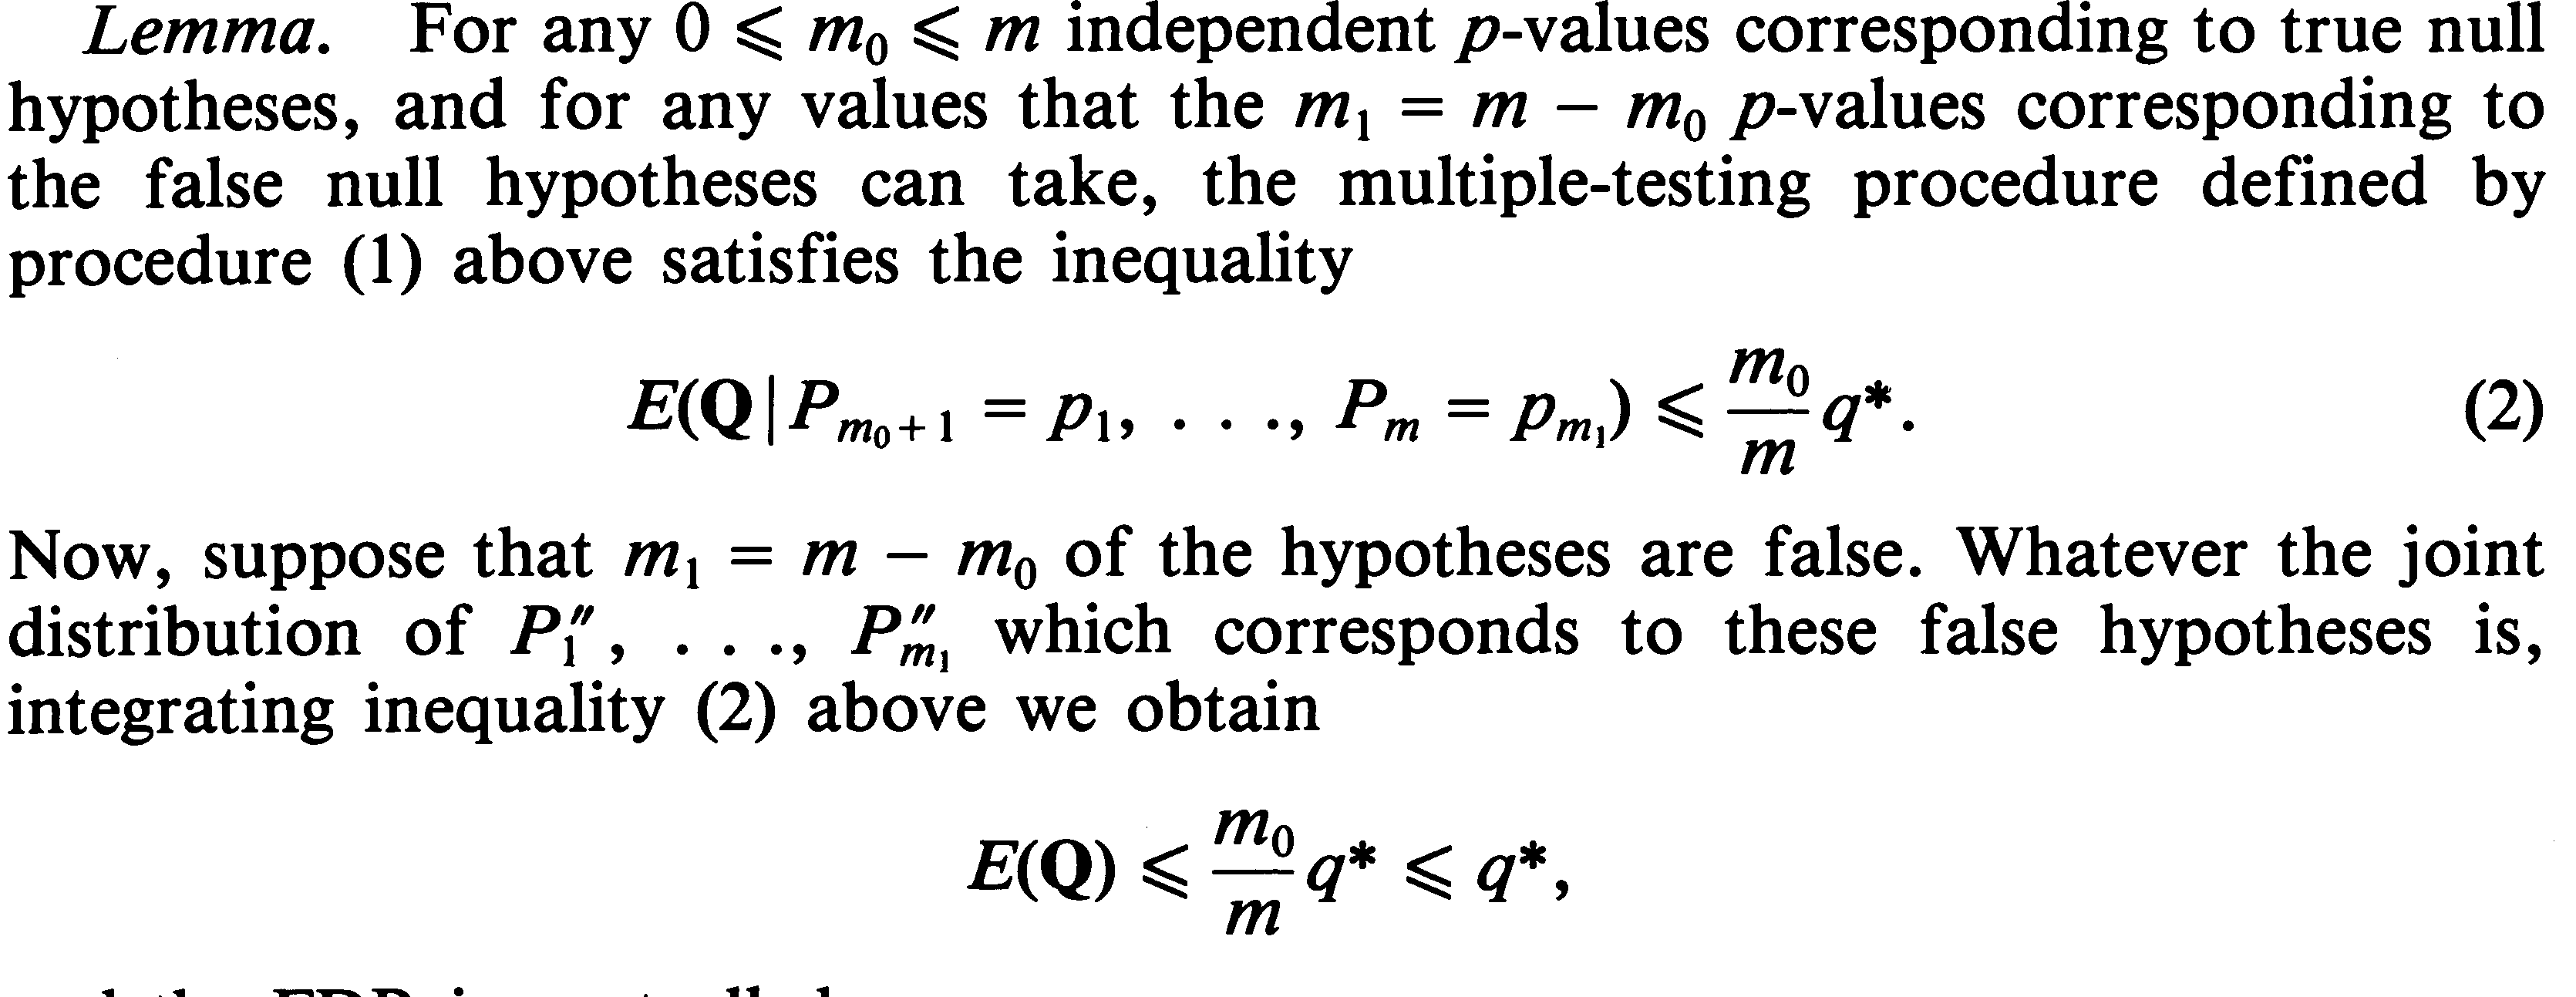 Lemma. For any 0 ⩽ m₀ ⩽ m independent p-values corresponding to true null
hypotheses, and for any values that the m₁ = m − m₀ p-values corresponding to
the false null hypotheses can take, the multiple-testing procedure defined by
procedure (1) above satisfies the inequality
E(Q|P_{m₀+1} = p₁, . . ., P_m = p_{m₁}) ⩽ \frac{m₀}{m} q*. (2)
Now, suppose that m₁ = m − m₀ of the hypotheses are false. Whatever the joint
distribution of P″₁, . . ., P″_{m₁} which corresponds to these false hypotheses is,
integrating inequality (2) above we obtain
E(Q) ⩽ \frac{m₀}{m} q* ⩽ q*,